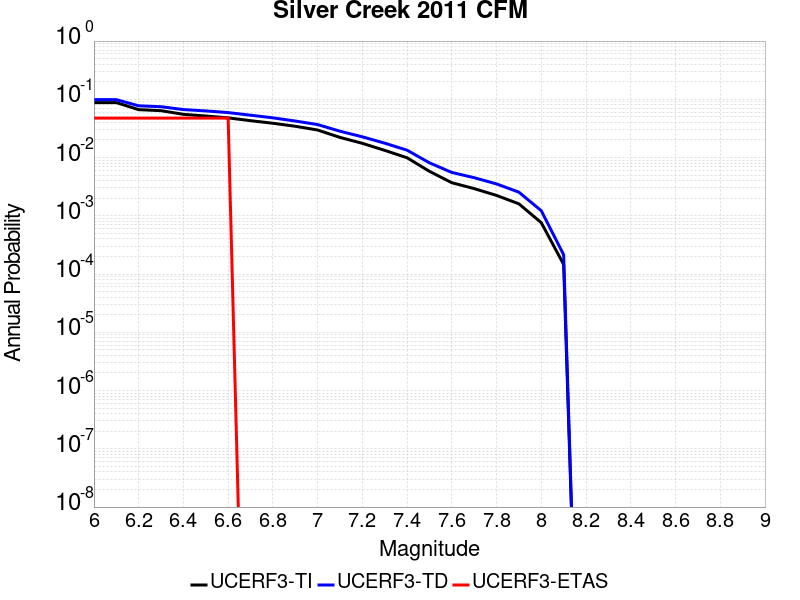 Silver Creek 2011 CFM
10^0
10^-1
10^-2
10^-3
10^-4
10^-5
10^-6
10^-7
10^-8
Annual Probability
6 6.2 6.4 6.6 6.8 7 7.2 7.4 7.6 7.8 8 8.2 8.4 8.6 8.8 9
Magnitude
UCERF3-TI UCERF3-TD UCERF3-ETAS